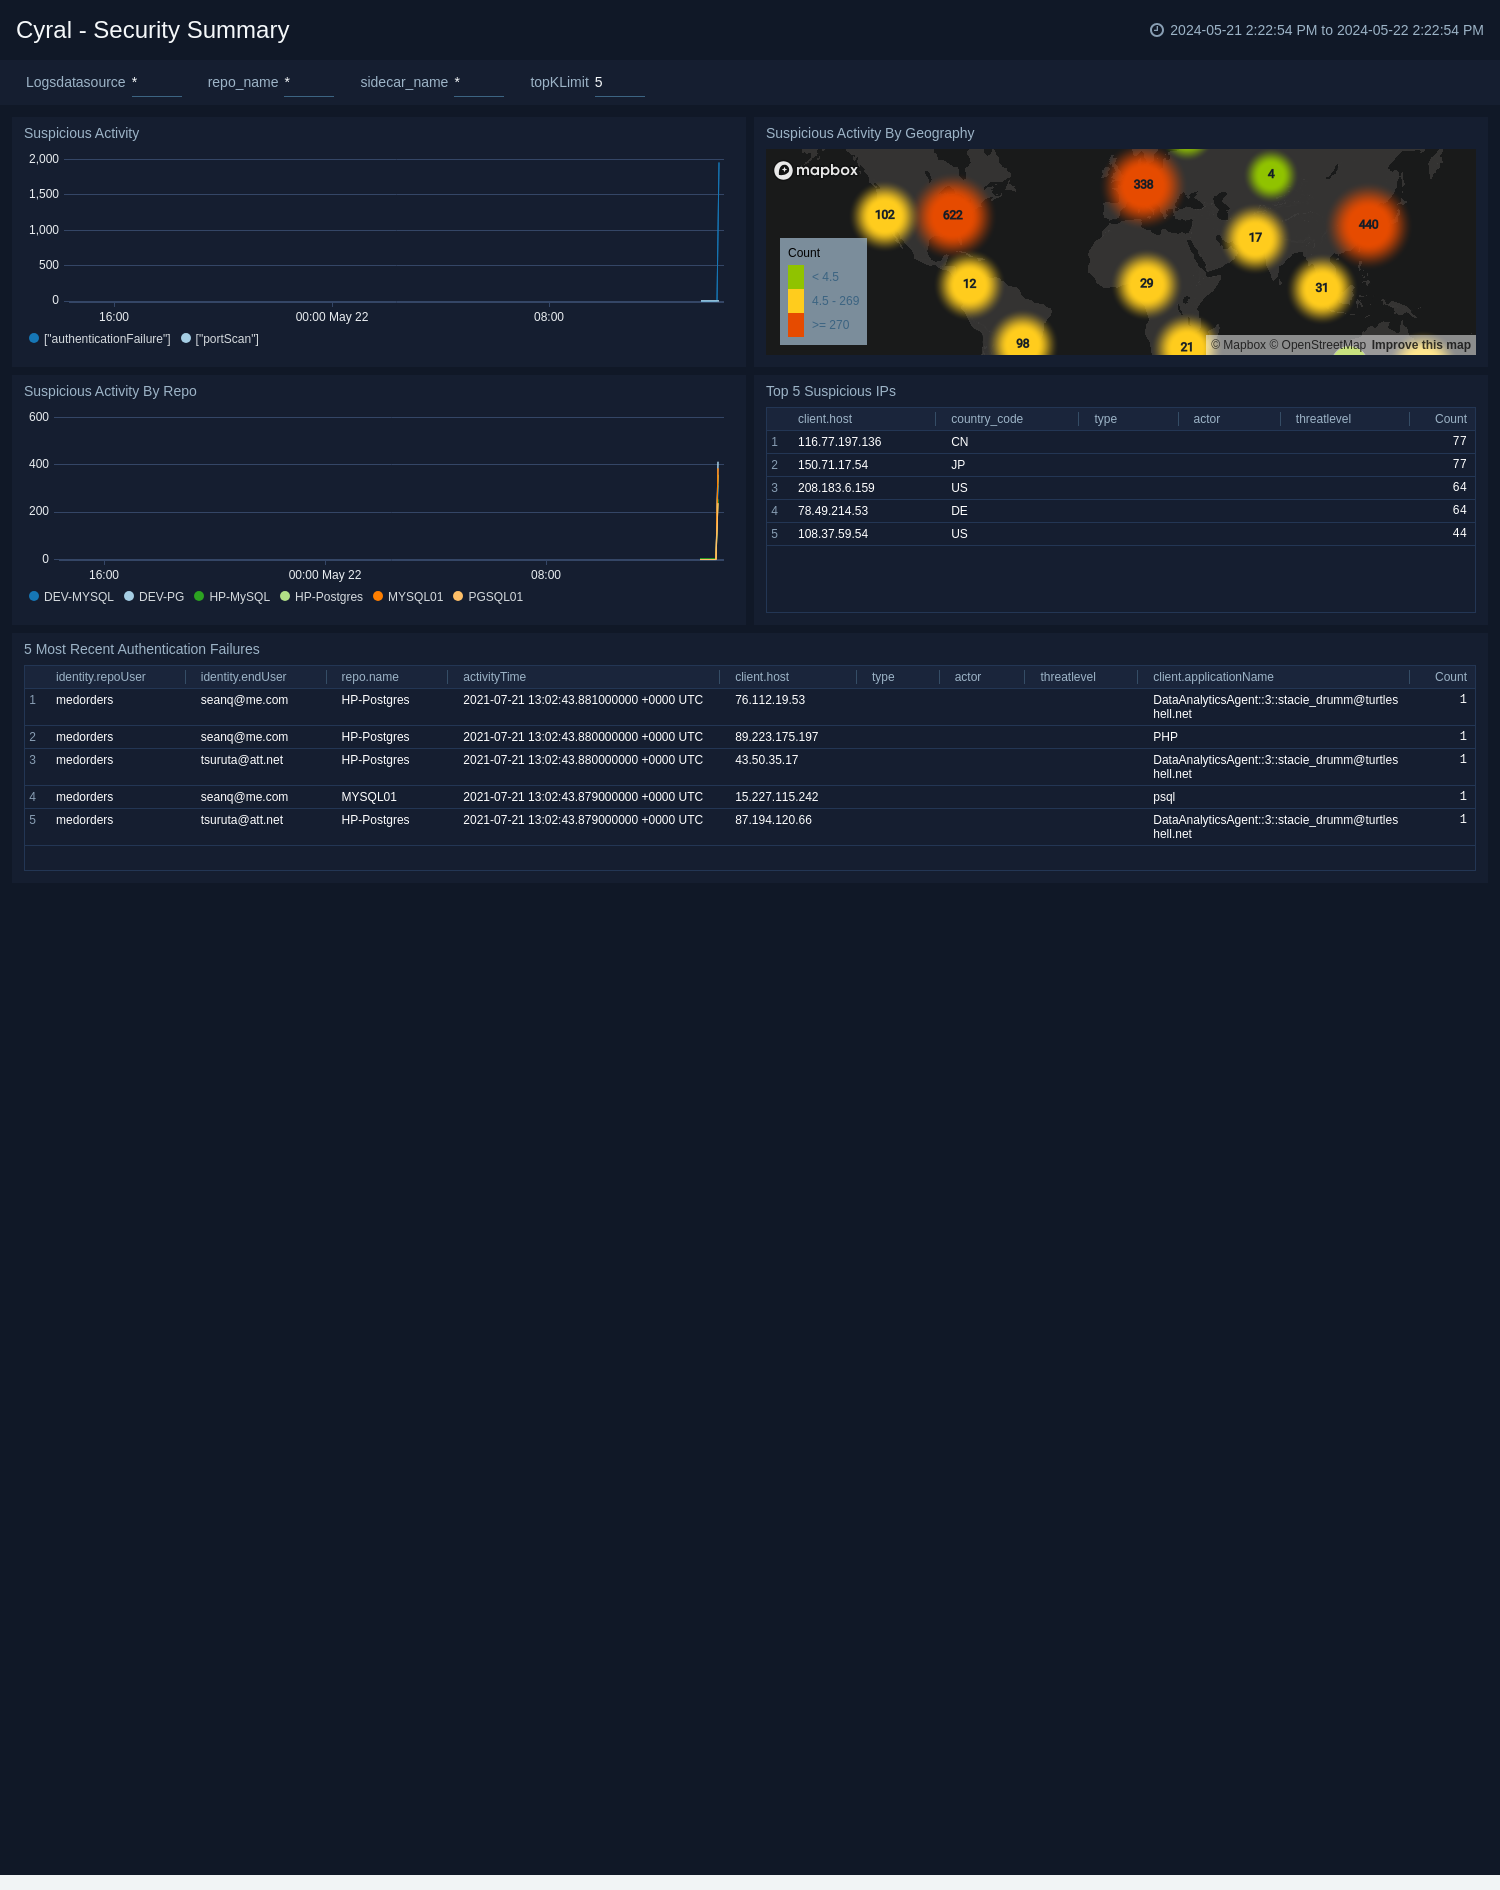 Cyral - Security Summary
2024-05-21 2:22:54 PM to 2024-05-22 2:22:54 PM
Logsdatasource * repo_name * sidecar_name * topKLimit 5
Suspicious Activity
2,000
1,500
1,000
500
0
16:00 00:00 May 22 08:00
["authenticationFailure"] ["portScan"]
Suspicious Activity By Geography
mapbox
338
4
102
622
440
17
12
29
31
98
21
Count
< 4.5
4.5 - 269
>= 270
© Mapbox © OpenStreetMap Improve this map
Suspicious Activity By Repo
600
400
200
0
16:00 00:00 May 22 08:00
DEV-MYSQL DEV-PG HP-MySQL HP-Postgres MYSQL01 PGSQL01
Top 5 Suspicious IPs
client.host country_code type actor threatlevel Count
1 116.77.197.136 CN 77
2 150.71.17.54 JP 77
3 208.183.6.159 US 64
4 78.49.214.53 DE 64
5 108.37.59.54 US 44
5 Most Recent Authentication Failures
identity.repoUser identity.endUser repo.name activityTime client.host type actor threatlevel client.applicationName Count
1 medorders seanq@me.com HP-Postgres 2021-07-21 13:02:43.881000000 +0000 UTC 76.112.19.53 DataAnalyticsAgent::3::stacie_drumm@turtles 1
hell.net
2 medorders seanq@me.com HP-Postgres 2021-07-21 13:02:43.880000000 +0000 UTC 89.223.175.197 PHP 1
3 medorders tsuruta@att.net HP-Postgres 2021-07-21 13:02:43.880000000 +0000 UTC 43.50.35.17 DataAnalyticsAgent::3::stacie_drumm@turtles 1
hell.net
4 medorders seanq@me.com MYSQL01 2021-07-21 13:02:43.879000000 +0000 UTC 15.227.115.242 psql 1
5 medorders tsuruta@att.net HP-Postgres 2021-07-21 13:02:43.879000000 +0000 UTC 87.194.120.66 DataAnalyticsAgent::3::stacie_drumm@turtles 1
hell.net